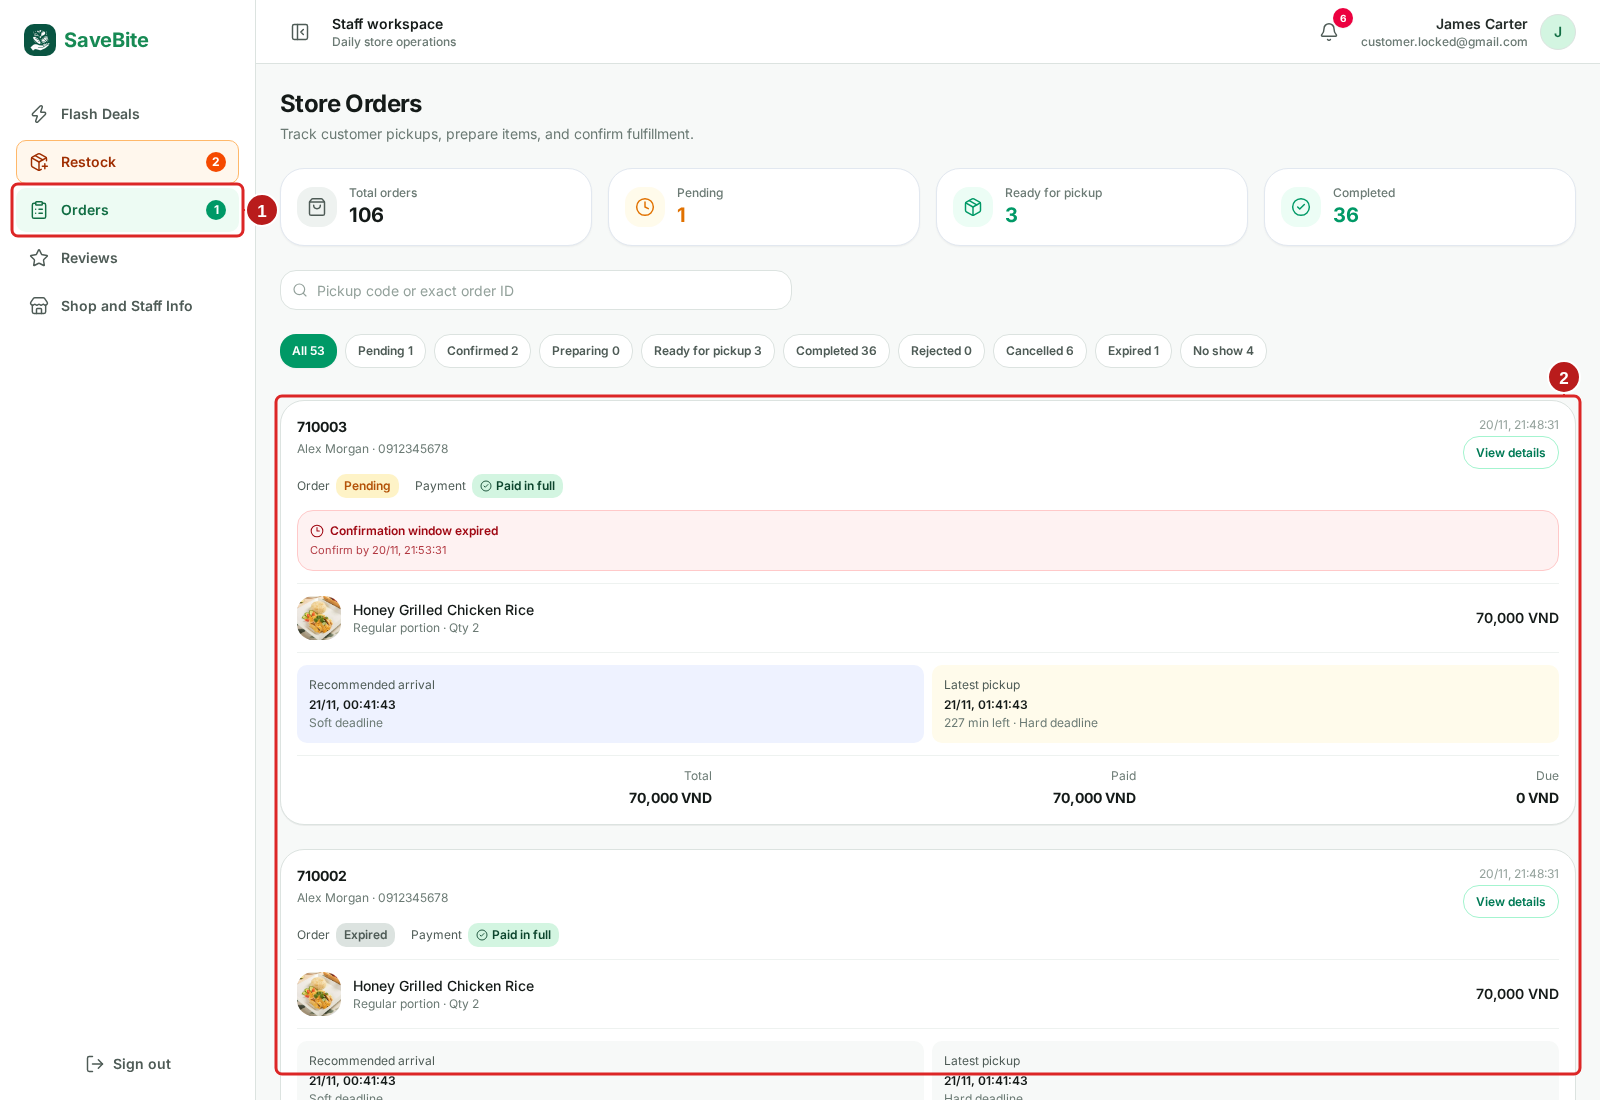 SaveBite
Flash Deals
Restock
2
Orders
1
1
Reviews
Shop and Staff Info
Sign out
Staff workspace
Daily store operations
6
James Carter
customer.locked@gmail.com
J
Store Orders
Track customer pickups, prepare items, and confirm fulfillment.
Total orders
106
Pending
1
Ready for pickup
3
Completed
36
Pickup code or exact order ID
All 53
Pending 1
Confirmed 2
Preparing 0
Ready for pickup 3
Completed 36
Rejected 0
Cancelled 6
Expired 1
No show 4
2
710003
20/11, 21:48:31
Alex Morgan · 0912345678
View details
Order Pending Payment Paid in full
Confirmation window expired
Confirm by 20/11, 21:53:31
Honey Grilled Chicken Rice
Regular portion · Qty 2
70,000 VND
Recommended arrival
21/11, 00:41:43
Soft deadline
Latest pickup
21/11, 01:41:43
227 min left · Hard deadline
Total
70,000 VND
Paid
70,000 VND
Due
0 VND
710002
20/11, 21:48:31
Alex Morgan · 0912345678
View details
Order Expired Payment Paid in full
Honey Grilled Chicken Rice
Regular portion · Qty 2
70,000 VND
Recommended arrival
21/11, 00:41:43
Soft deadline
Latest pickup
21/11, 01:41:43
Hard deadline